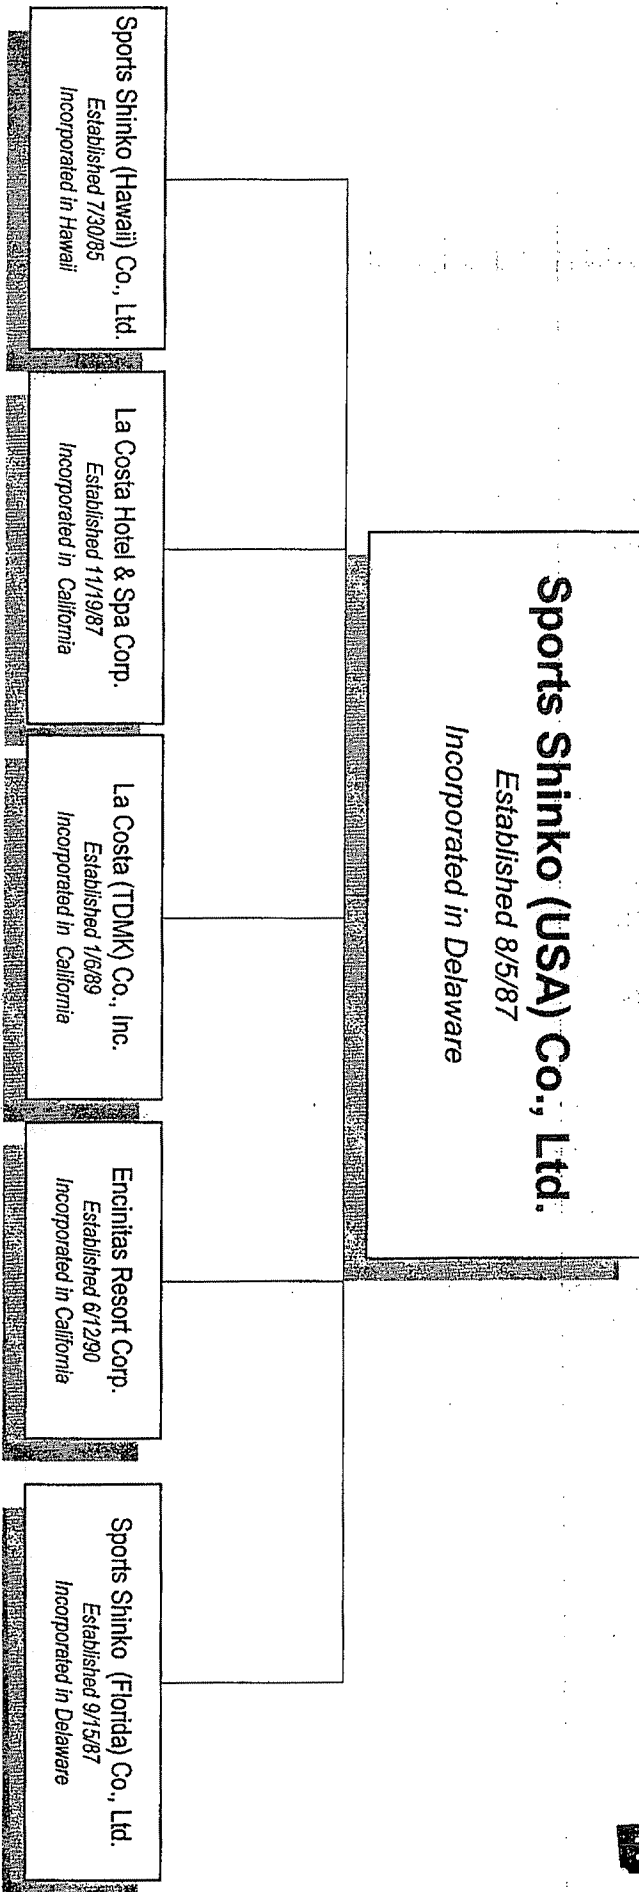 Sports Shinko (USA) Co., Ltd.
Established 8/5/87
Incorporated in Delaware
Sports Shinko (Hawaii) Co., Ltd.
Established 7/30/85
Incorporated in Hawaii
La Costa Hotel & Spa Corp.
Established 11/19/87
Incorporated in California
La Costa (TDMK) Co., Inc.
Established 1/6/89
Incorporated in California
Encinitas Resort Corp.
Established 6/12/90
Incorporated in California
Sports Shinko (Florida) Co., Ltd.
Established 9/15/87
Incorporated in Delaware